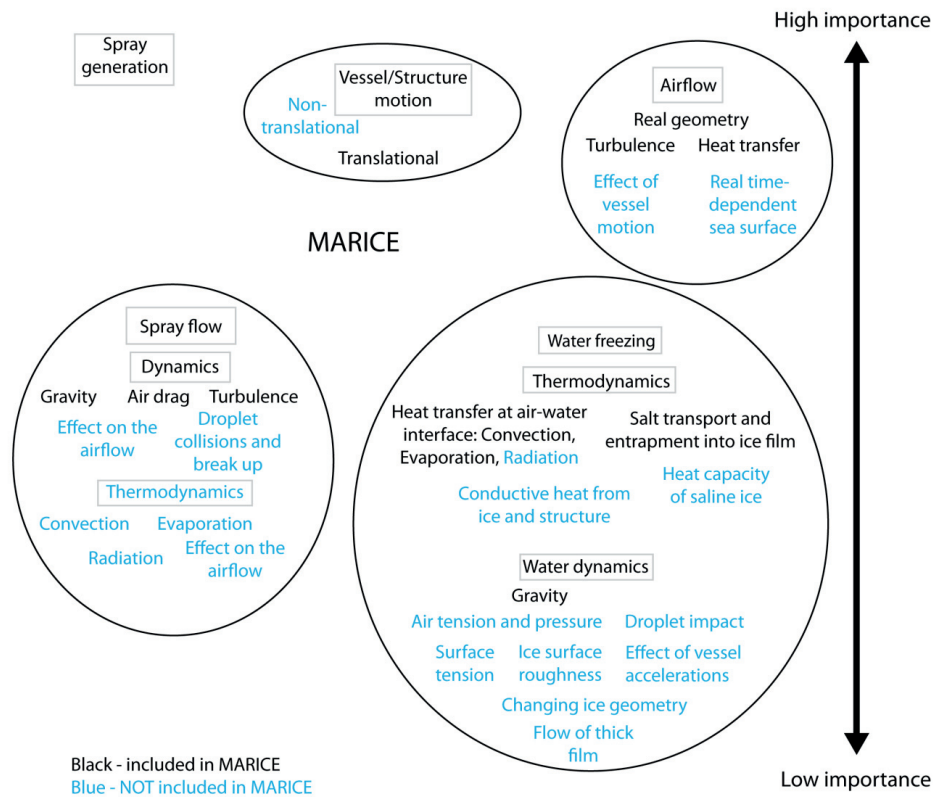 High importance
Spray
generation
Vessel/Structure
motion
Non-
translational
Translational
Airflow
Real geometry
Turbulence Heat transfer
Effect of
vessel
motion
Real time-
dependent
sea surface
MARICE
Spray flow
Dynamics
Gravity Air drag Turbulence
Effect on the
airflow
Droplet
collisions and
break up
Thermodynamics
Convection Evaporation
Radiation
Effect on the
airflow
Water freezing
Thermodynamics
Heat transfer at air-water
interface: Convection,
Evaporation, Radiation
Salt transport and
entrapment into ice film
Conductive heat from
ice and structure
Heat capacity
of saline ice
Water dynamics
Gravity
Air tension and pressure Droplet impact
Surface
tension
Ice surface
roughness
Effect of vessel
accelerations
Changing ice geometry
Flow of thick
film
Black - included in MARICE
Blue - NOT included in MARICE
Low importance